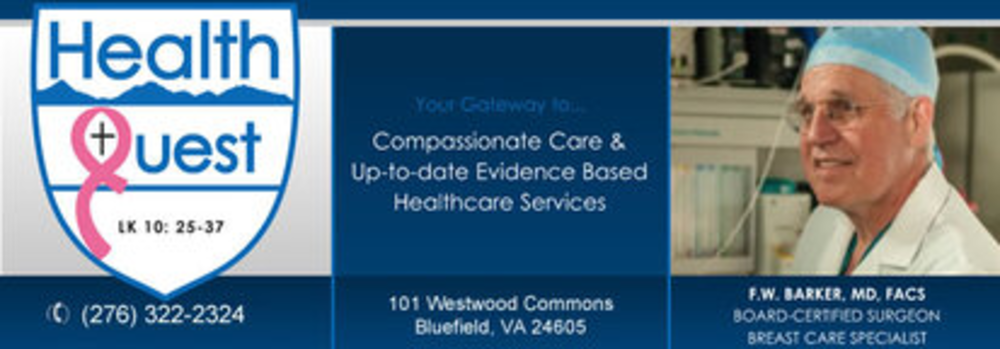 Health
Quest
LK 10: 25-37
(276) 322-2324
Your Gateway to...
Compassionate Care &
Up-to-date Evidence Based
Healthcare Services
101 Westwood Commons
Bluefield, VA 24605
F.W. BARKER, MD, FACS
BOARD-CERTIFIED SURGEON
BREAST CARE SPECIALIST